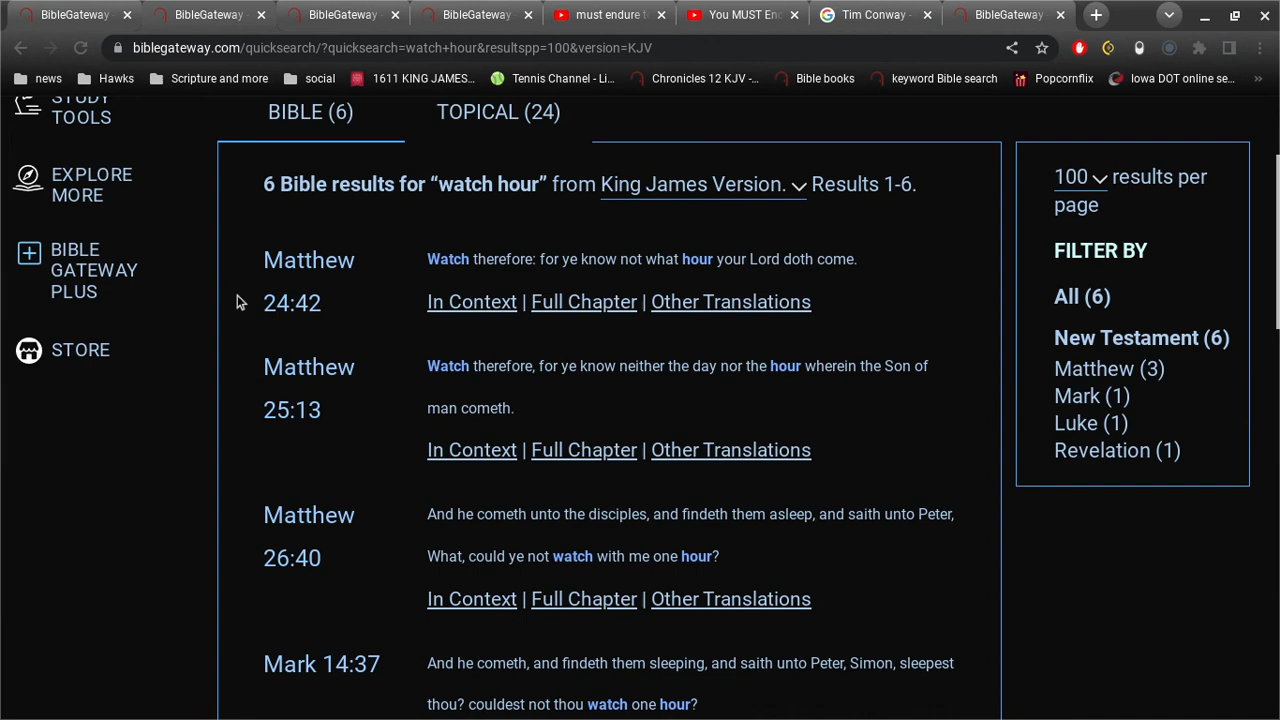 BibleGateway
BibleGateway
BibleGateway
BibleGateway
must endure t
You MUST En
Tim Conway -
BibleGateway
biblegateway.com/quicksearch/?quicksearch=watch+hour&resultspp=100&version=KJV
news
Hawks
Scripture and more
social
1611 KING JAMES...
Tennis Channel - Li...
Chronicles 12 KJV -...
Bible books
keyword Bible search
Popcornflix
Iowa DOT online se...
»
STUDY
TOOLS
EXPLORE
MORE
BIBLE
GATEWAY
PLUS
STORE
BIBLE (6)
TOPICAL (24)
6 Bible results for “watch hour” from King James Version. Results 1-6.
Matthew
24:42
Watch therefore: for ye know not what hour your Lord doth come.
In Context | Full Chapter | Other Translations
Matthew
25:13
Watch therefore, for ye know neither the day nor the hour wherein the Son of
man cometh.
In Context | Full Chapter | Other Translations
Matthew
26:40
And he cometh unto the disciples, and findeth them asleep, and saith unto Peter,
What, could ye not watch with me one hour?
In Context | Full Chapter | Other Translations
Mark 14:37
And he cometh, and findeth them sleeping, and saith unto Peter, Simon, sleepest
thou? couldest not thou watch one hour?
100 results per
page
FILTER BY
All (6)
New Testament (6)
Matthew (3)
Mark (1)
Luke (1)
Revelation (1)